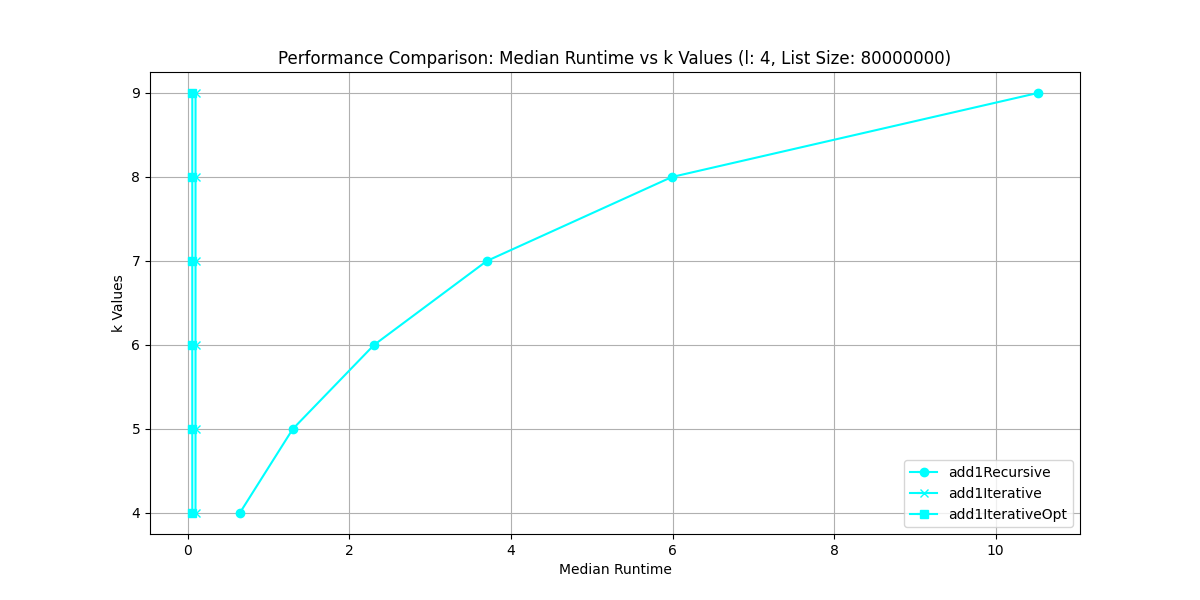 Performance Comparison: Median Runtime vs k Values (l: 4, List Size: 80000000)
k Values
9
8
7
6
5
4
0 2 4 6 8 10
Median Runtime
add1Recursive
add1Iterative
add1IterativeOpt